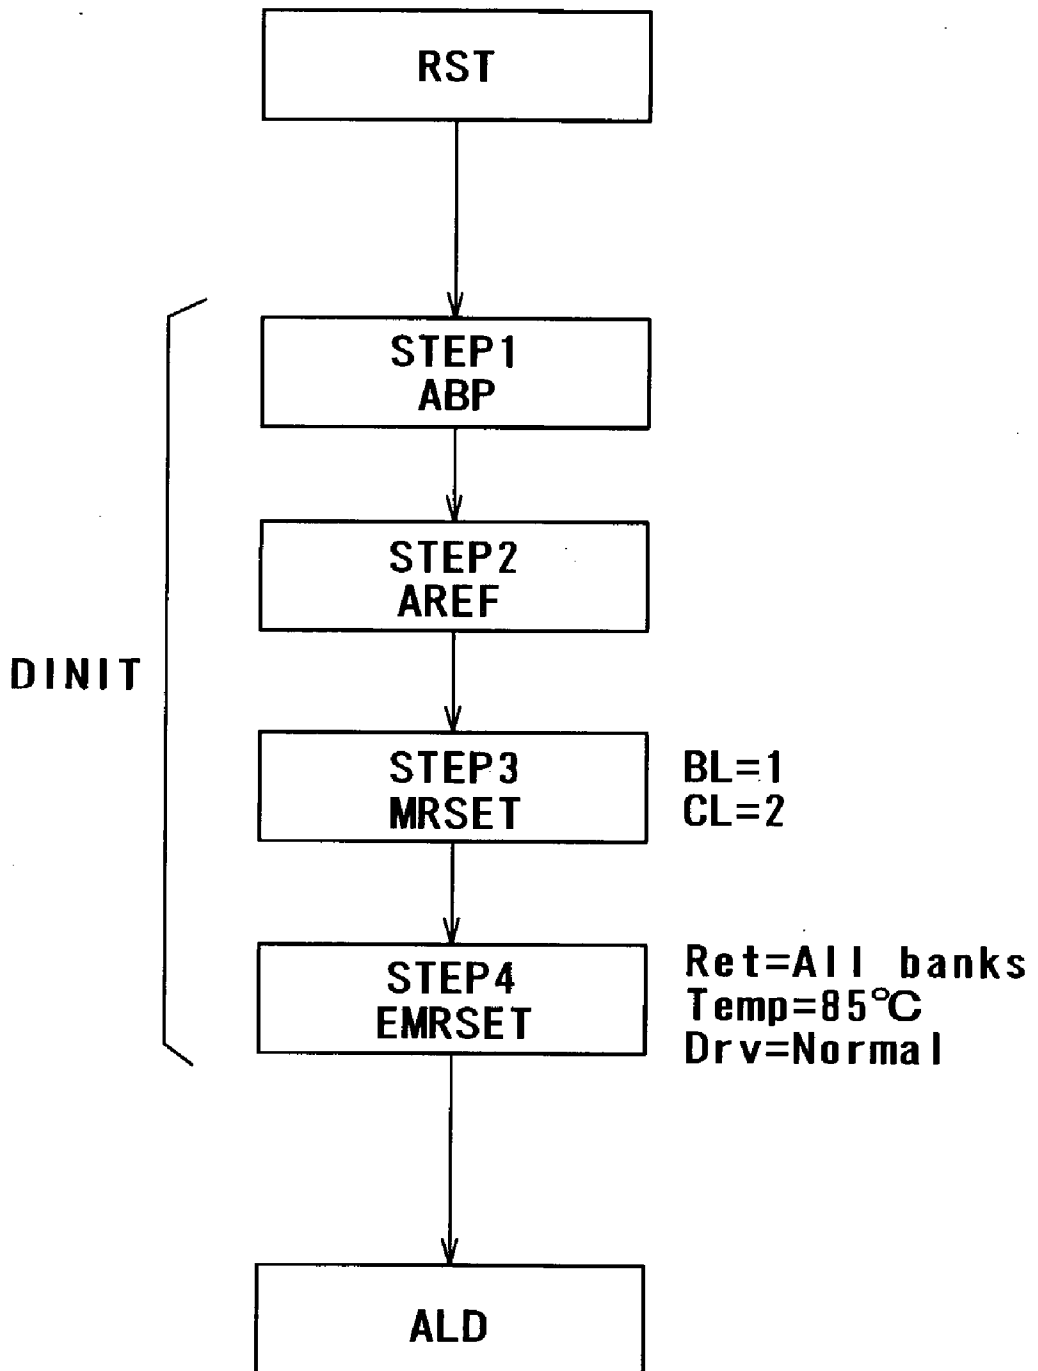 RST
STEP1
ABP
STEP2
AREF
DINIT
STEP3
MRSET
BL=1
CL=2
STEP4
EMRSET
Ret=All banks
Temp=85°C
Drv=Normal
ALD